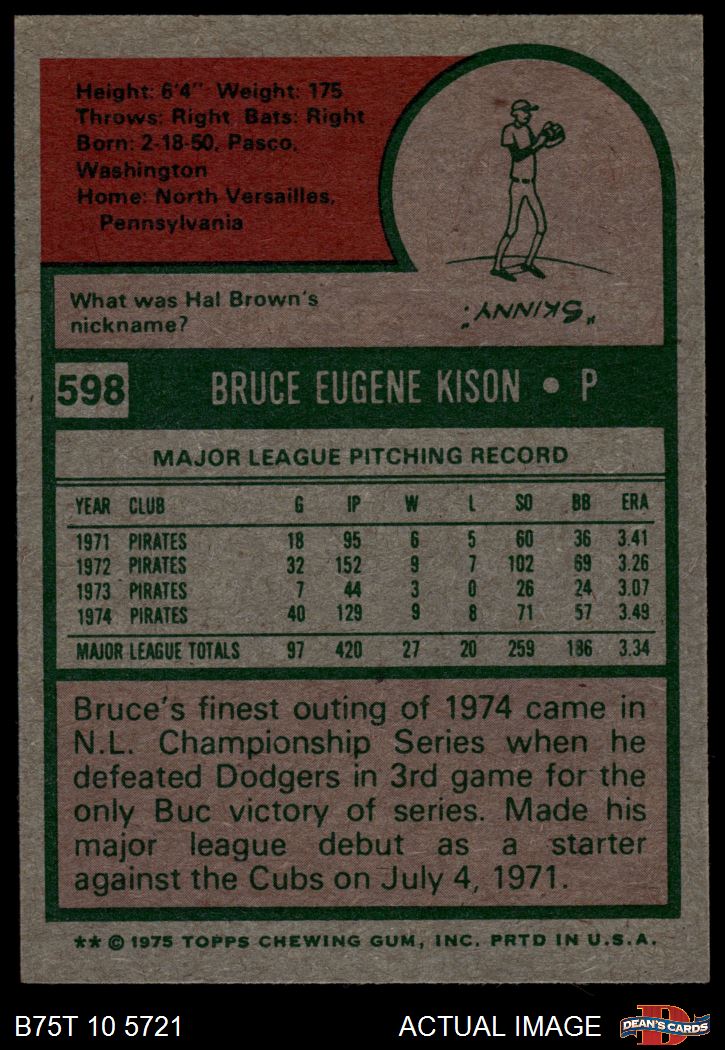 Height: 6'4" Weight: 175
Throws: Right Bats: Right
Born: 2-18-50, Pasco,
Washington
Home: North Versailles,
Pennsylvania
What was Hal Brown's
nickname?
"SKINNY."
598 BRUCE EUGENE KISON • P
MAJOR LEAGUE PITCHING RECORD
YEAR CLUB G IP W L SO BB ERA
1971 PIRATES 18 95 6 5 60 36 3.41
1972 PIRATES 32 152 9 7 102 69 3.26
1973 PIRATES 7 44 3 0 26 24 3.07
1974 PIRATES 40 129 9 8 71 57 3.49
MAJOR LEAGUE TOTALS 97 420 27 20 259 186 3.34
Bruce's finest outing of 1974 came in
N.L. Championship Series when he
defeated Dodgers in 3rd game for the
only Buc victory of series. Made his
major league debut as a starter
against the Cubs on July 4, 1971.
** © 1975 TOPPS CHEWING GUM, INC. PRTD IN U.S.A.
B75T 10 5721 ACTUAL IMAGE
D
DEAN'S CARDS